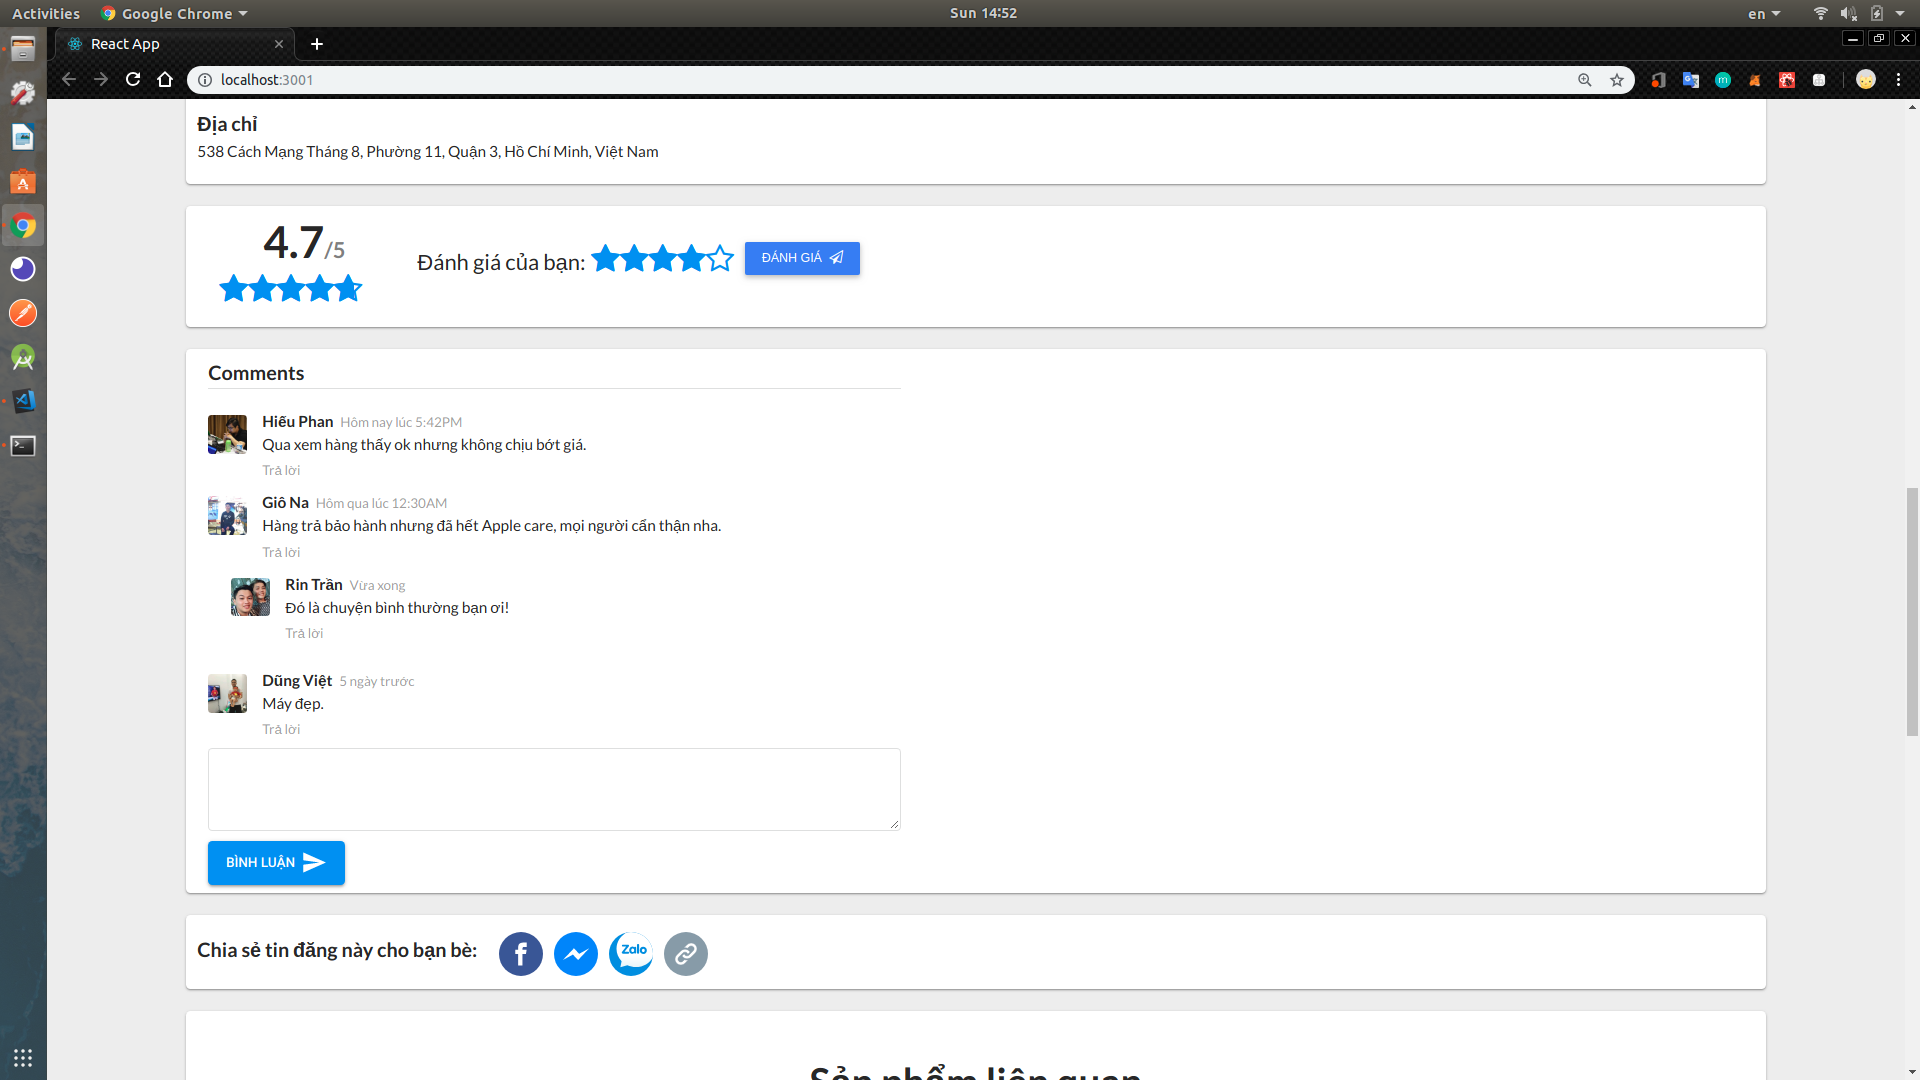 Activities
Google Chrome
Sun 14:52
en
React App
localhost:3001
Địa chỉ
538 Cách Mạng Tháng 8, Phường 11, Quận 3, Hồ Chí Minh, Việt Nam
4.7/5
Đánh giá của bạn:
ĐÁNH GIÁ
Comments
Hiếu Phan Hôm nay lúc 5:42PM
Qua xem hàng thấy ok nhưng không chịu bớt giá.
Trả lời
Giô Na Hôm qua lúc 12:30AM
Hàng trả bảo hành nhưng đã hết Apple care, mọi người cẩn thận nha.
Trả lời
Rin Trần Vừa xong
Đó là chuyện bình thường bạn ơi!
Trả lời
Dũng Việt 5 ngày trước
Máy đẹp.
Trả lời
BÌNH LUẬN
Chia sẻ tin đăng này cho bạn bè:
Zalo
Sản phẩm liên quan